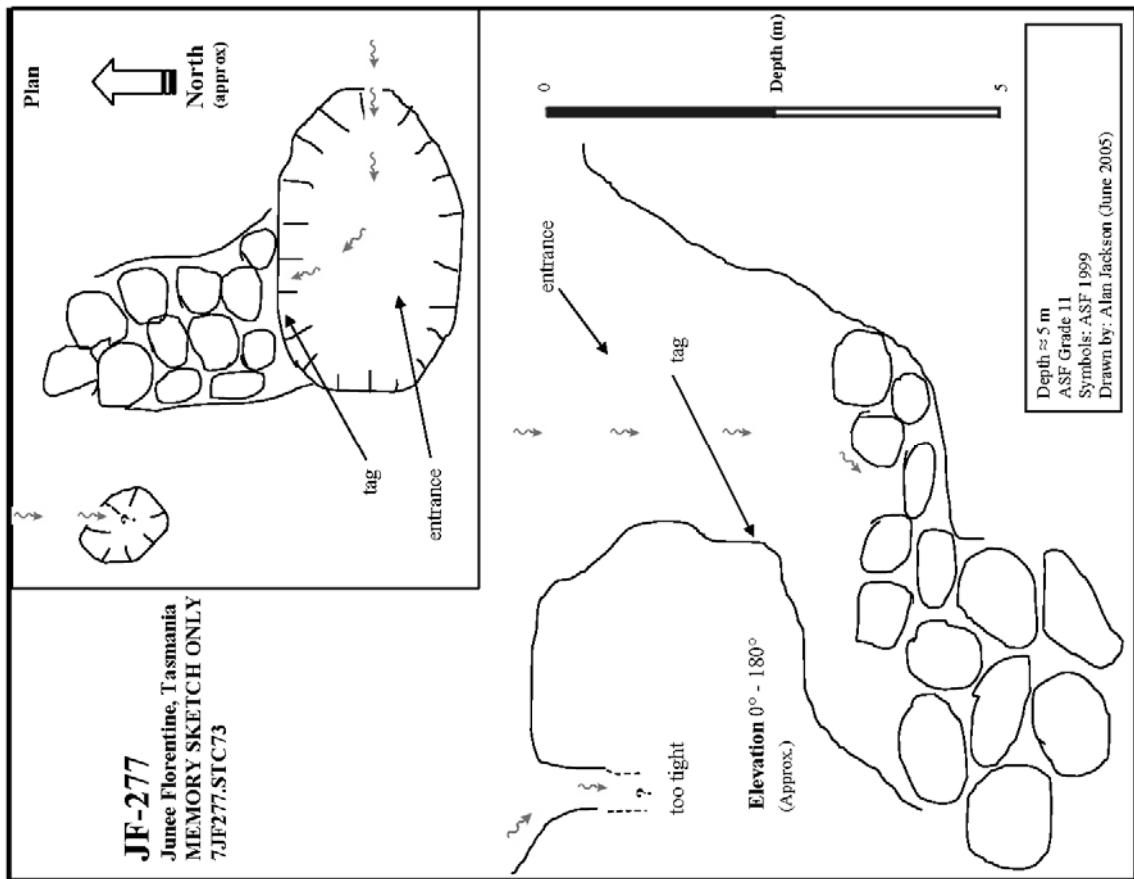 JF-277
Junee Florentine, Tasmania
MEMORY SKETCH ONLY
7JF277.STC73
Plan
North
(approx)
?
tag
entrance
?
too tight
Elevation 0° - 180°
(Approx.)
entrance
tag
0
Depth (m)
5
Depth ≈ 5 m
ASF Grade 11
Symbols: ASF 1999
Drawn by: Alan Jackson (June 2005)